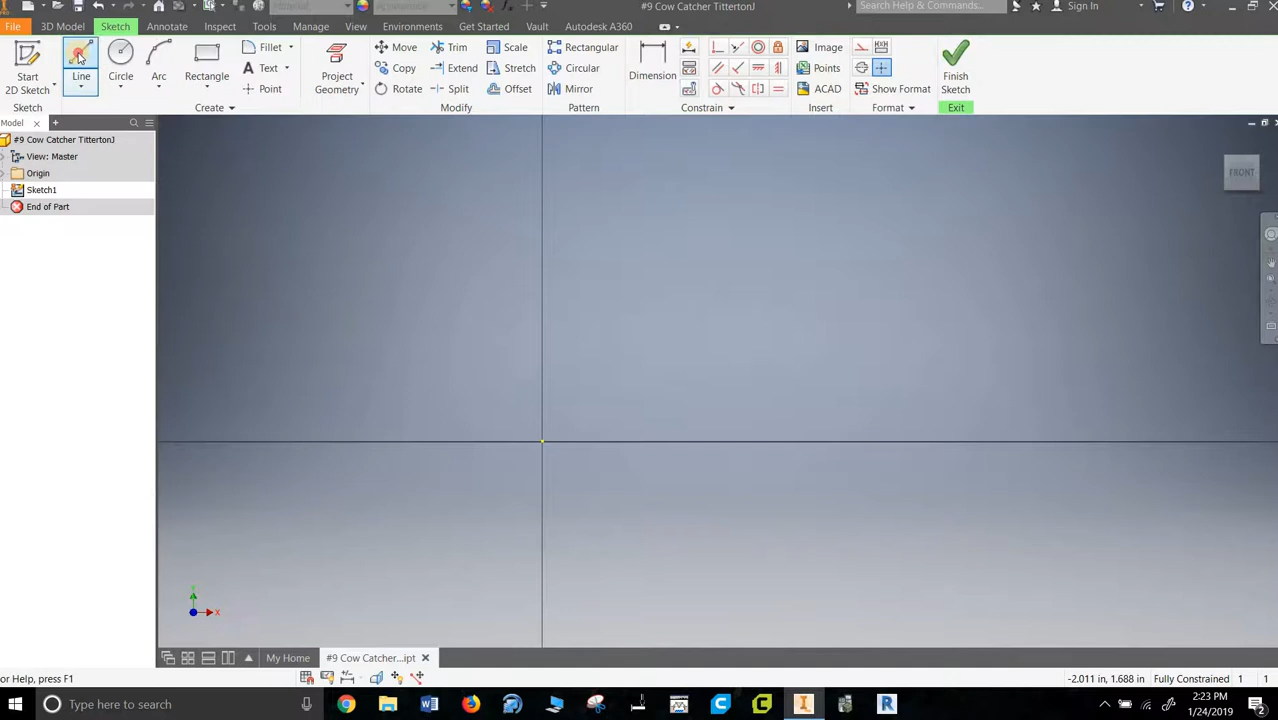 #9 Cow Catcher TittertonJ
Search Help & Commands...
Sign In
File
3D Model
Sketch
Annotate
Inspect
Tools
Manage
View
Environments
Get Started
Vault
Autodesk A360
Start
2D Sketch
Line
Circle
Arc
Rectangle
Fillet
Text
Point
Project
Geometry
Move
Copy
Rotate
Trim
Extend
Split
Scale
Stretch
Offset
Rectangular
Circular
Mirror
Dimension
Image
Points
ACAD
Show Format
Finish
Sketch
Sketch
Create
Modify
Pattern
Constrain
Insert
Format
Exit
Model
#9 Cow Catcher TittertonJ
View: Master
Origin
Sketch1
End of Part
FRONT
X
My Home
#9 Cow Catcher...ipt
or Help, press F1
-2.011 in, 1.688 in
Fully Constrained
1
1
Type here to search
2:23 PM
1/24/2019
2